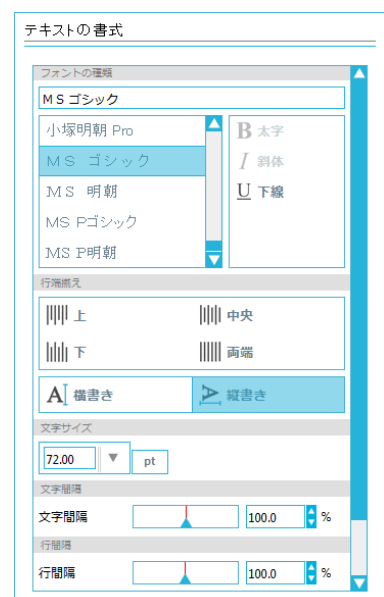 テキストの書式
フォントの種類
MS ゴシック
小塚明朝 Pro
MS ゴシック
MS 明朝
MS Pゴシック
MS P明朝
B 太字
I 斜体
U 下線
行端揃え
上
中央
下
両端
A 横書き
A 縦書き
文字サイズ
72.00
pt
文字間隔
文字間隔 100.0 %
行間隔
行間隔 100.0 %